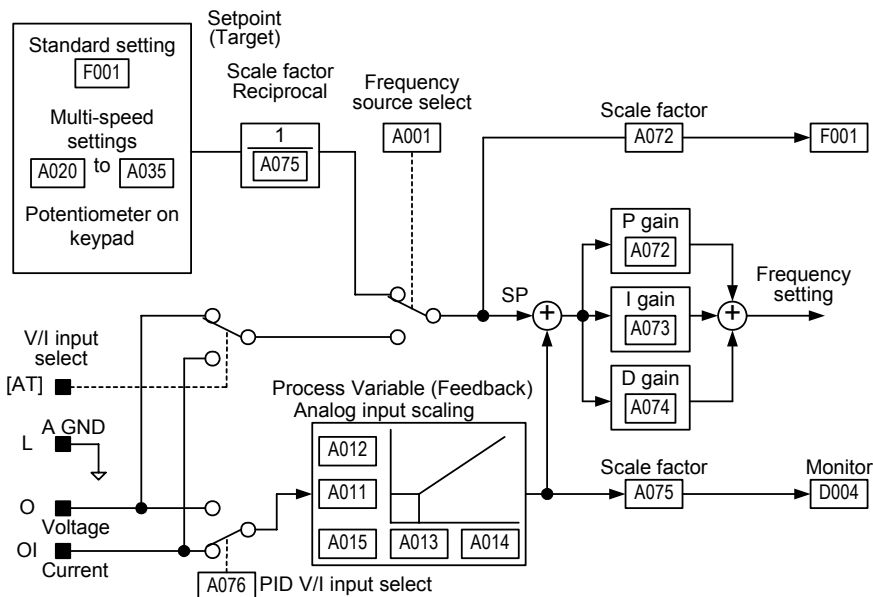 Setpoint
(Target)
Standard setting
F001
Multi-speed
settings
A020 to A035
Potentiometer on
keypad
Scale factor
Reciprocal
1
A075
Frequency
source select
A001
Scale factor
A072
F001
SP
+
P gain
A072
I gain
A073
D gain
A074
+
Frequency
setting
V/I input
select
[AT]
A GND
L
O
Voltage
OI
Current
Process Variable (Feedback)
Analog input scaling
A012
A011
A015
A013
A014
Scale factor
A075
Monitor
D004
A076
PID V/I input select